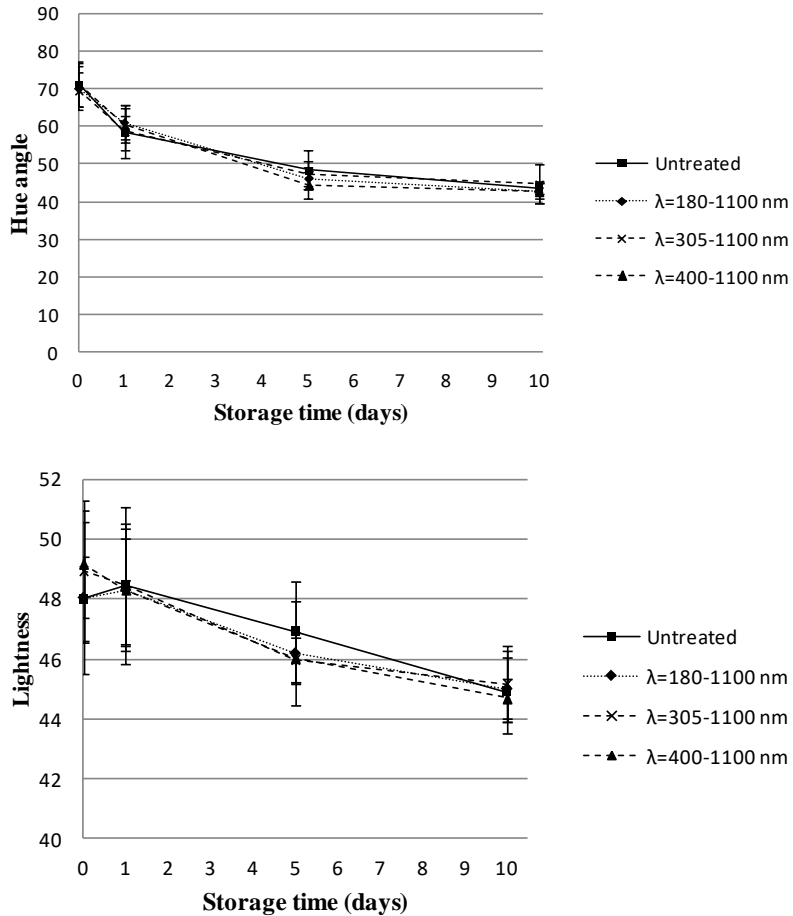 90
80
70
60
50
40
30
20
10
0
Hue angle
0 1 2 3 4 5 6 7 8 9 10
Storage time (days)
Untreated
λ=180-1100 nm
λ=305-1100 nm
λ=400-1100 nm
52
50
48
46
44
42
40
Lightness
0 1 2 3 4 5 6 7 8 9 10
Storage time (days)
Untreated
λ=180-1100 nm
λ=305-1100 nm
λ=400-1100 nm